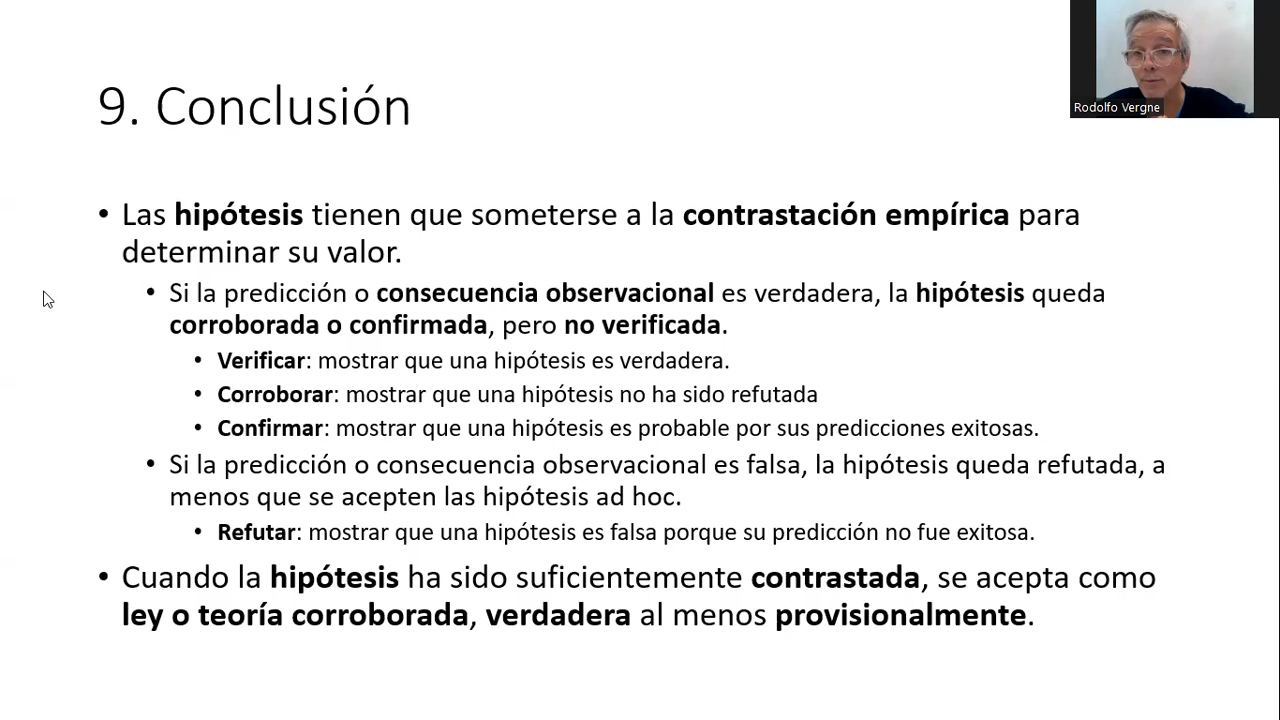 9. Conclusión
Rodolfo Vergne
• Las hipótesis tienen que someterse a la contrastación empírica para
determinar su valor.
• Si la predicción o consecuencia observacional es verdadera, la hipótesis queda
corroborada o confirmada, pero no verificada.
• Verificar: mostrar que una hipótesis es verdadera.
• Corroborar: mostrar que una hipótesis no ha sido refutada
• Confirmar: mostrar que una hipótesis es probable por sus predicciones exitosas.
• Si la predicción o consecuencia observacional es falsa, la hipótesis queda refutada, a
menos que se acepten las hipótesis ad hoc.
• Refutar: mostrar que una hipótesis es falsa porque su predicción no fue exitosa.
• Cuando la hipótesis ha sido suficientemente contrastada, se acepta como
ley o teoría corroborada, verdadera al menos provisionalmente.